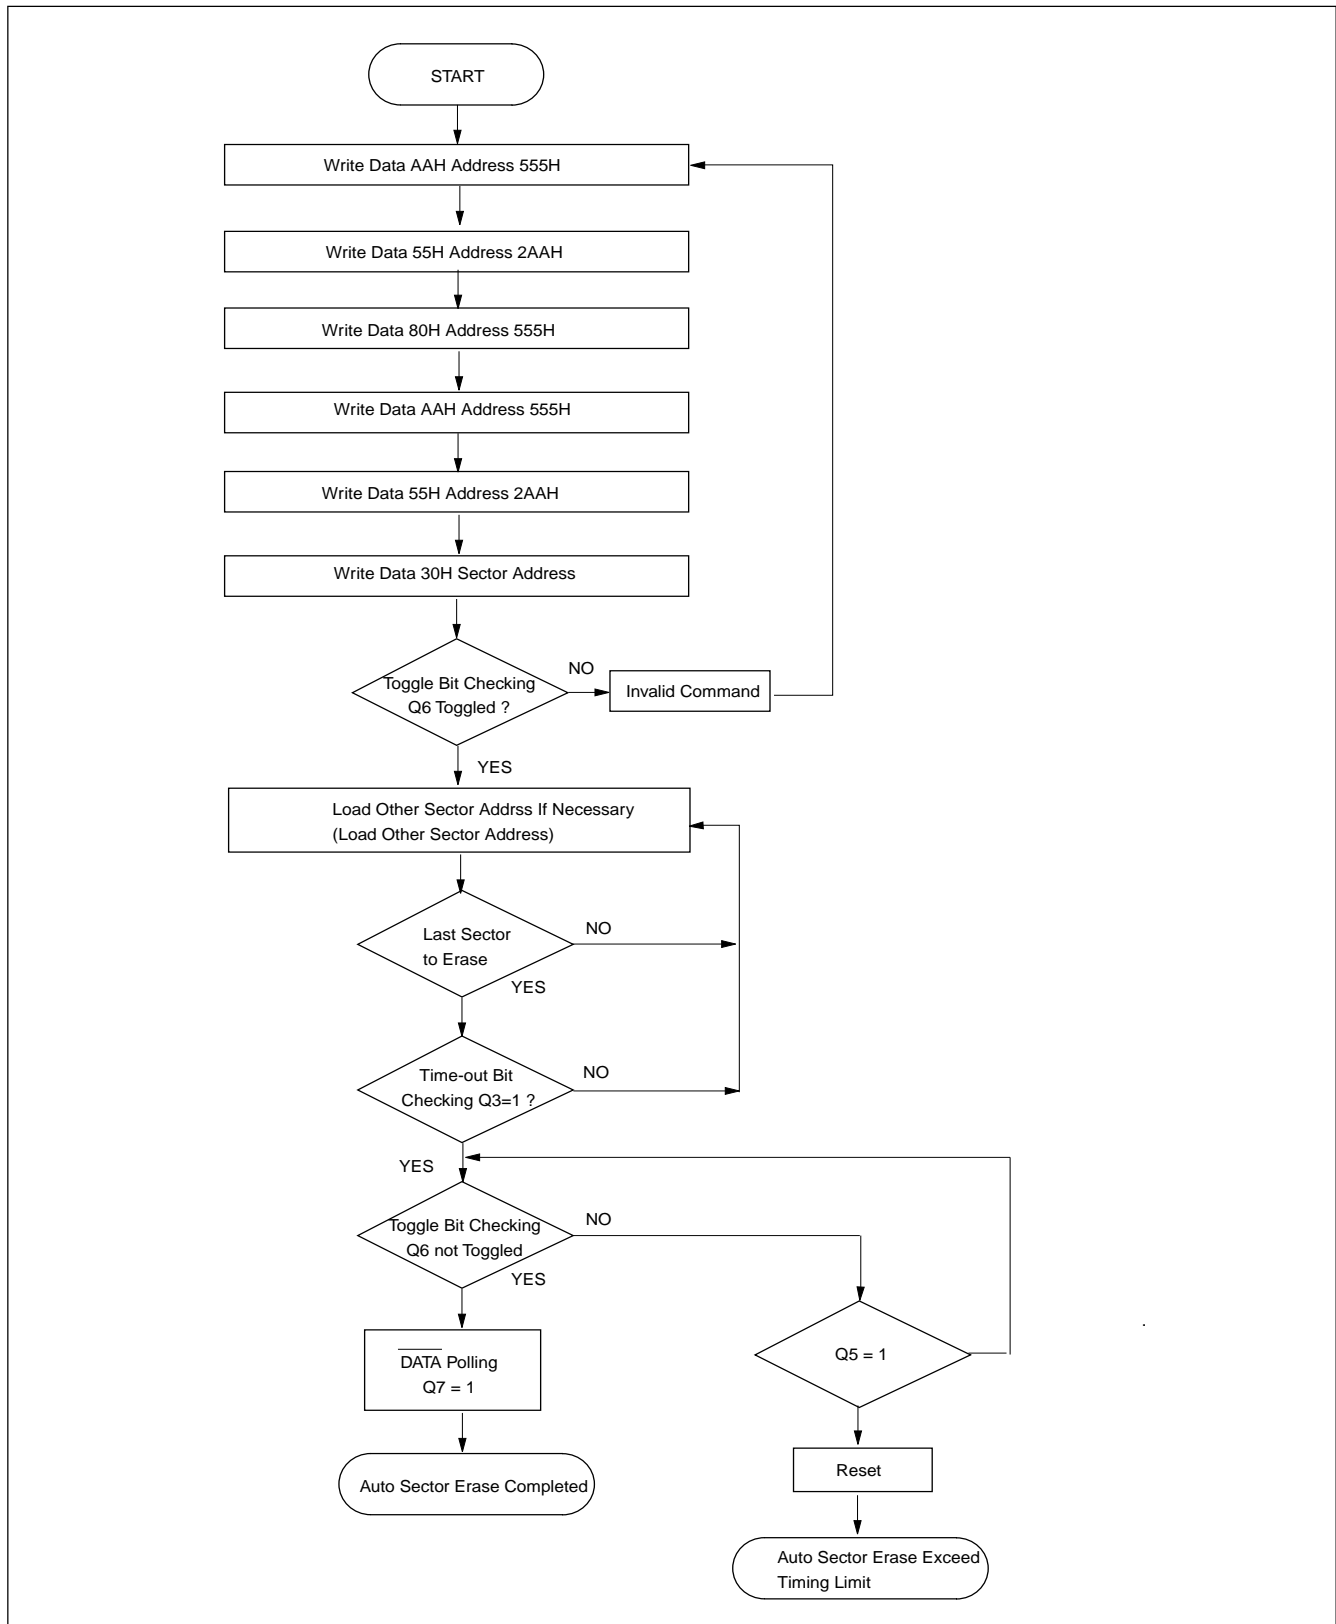 START
Write Data AAH Address 555H
Write Data 55H Address 2AAH
Write Data 80H Address 555H
Write Data AAH Address 555H
Write Data 55H Address 2AAH
Write Data 30H Sector Address
Toggle Bit Checking
Q6 Toggled ?
NO
Invalid Command
YES
Load Other Sector Addrss If Necessary
(Load Other Sector Address)
Last Sector
to Erase
NO
YES
Time-out Bit
Checking Q3=1 ?
NO
YES
Toggle Bit Checking
Q6 not Toggled
NO
YES
DATA Polling
Q7 = 1
Q5 = 1
Auto Sector Erase Completed
Reset
Auto Sector Erase Exceed
Timing Limit